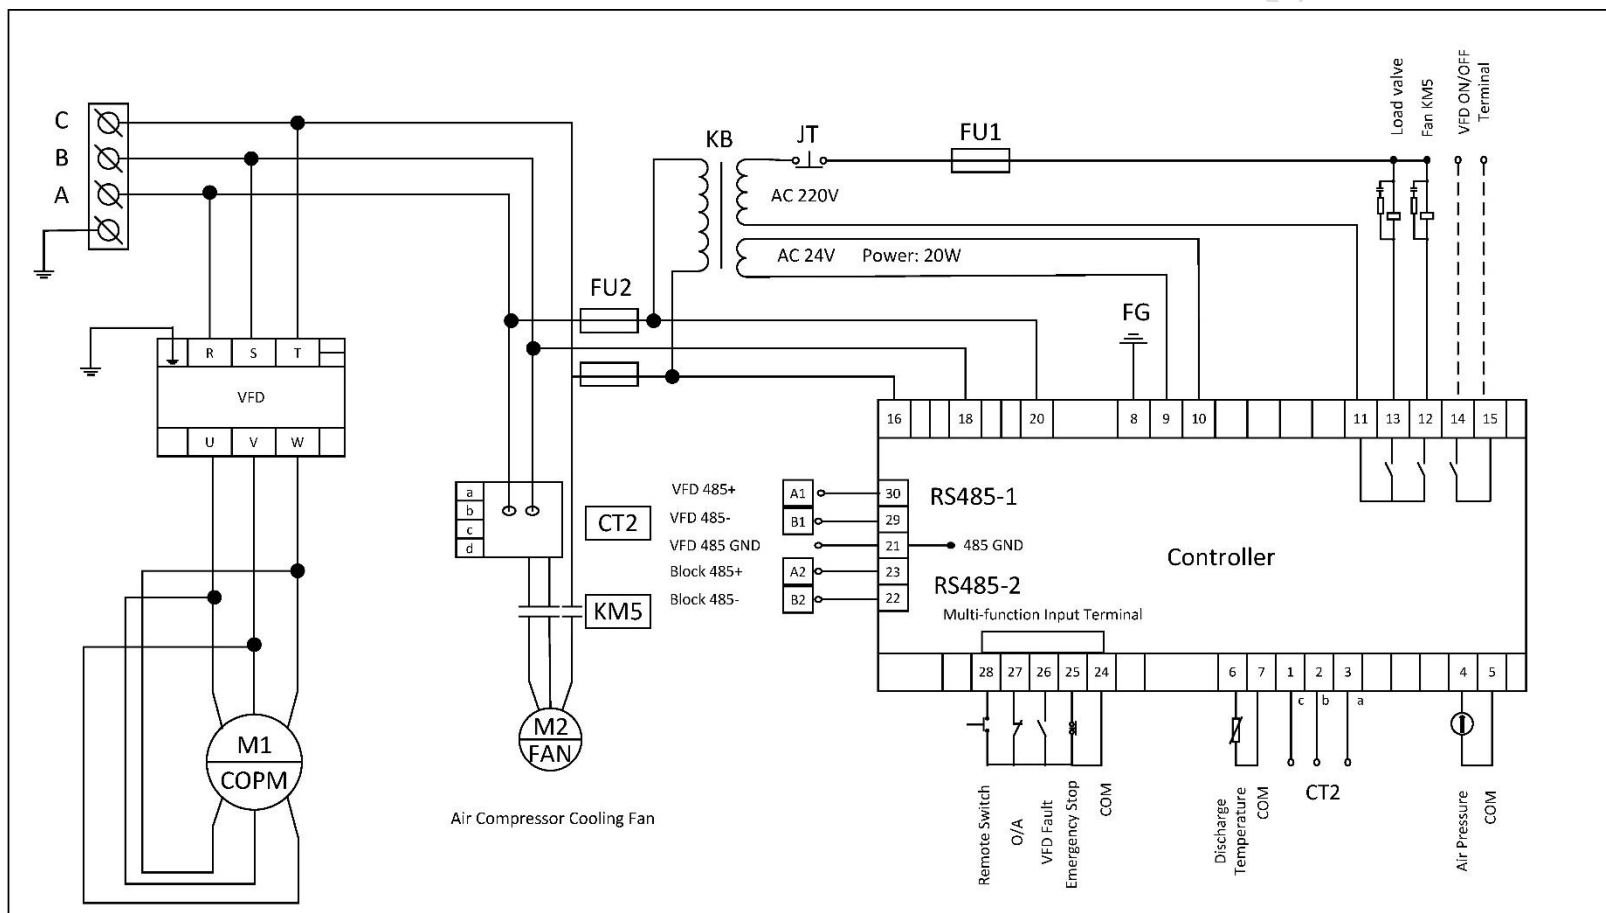 C
B
A
KB
JT
FU1
AC 220V
AC 24V Power: 20W
Load valve
Fan KM5
VFD ON/OFF
Terminal
FU2
FG
R S T
VFD
U V W
16 18 20 8 9 10 11 13 12 14 15
a
b
c
d
CT2
KM5
VFD 485+ A1 30 RS485-1
VFD 485- B1 29
VFD 485 GND 21 485 GND
Block 485+ A2 23 RS485-2
Block 485- B2 22
Controller
Multi-function Input Terminal
28 27 26 25 24 6 7 1 2 3 4 5
c b a
M1
COPM
M2
FAN
Air Compressor Cooling Fan
Remote Switch
O/A
VFD Fault
Emergency Stop
COM
Discharge
Temperature
COM
CT2
Air Pressure
COM